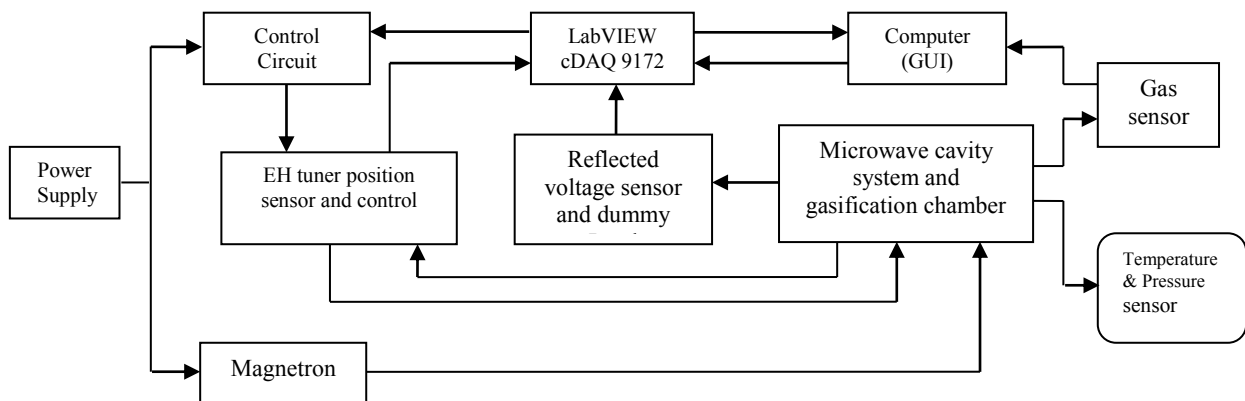 Control
Circuit
LabVIEW
cDAQ 9172
Computer
(GUI)
Gas
sensor
Power
Supply
EH tuner position
sensor and control
Reflected
voltage sensor
and dummy
Microwave cavity
system and
gasification chamber
Temperature
& Pressure
sensor
Magnetron